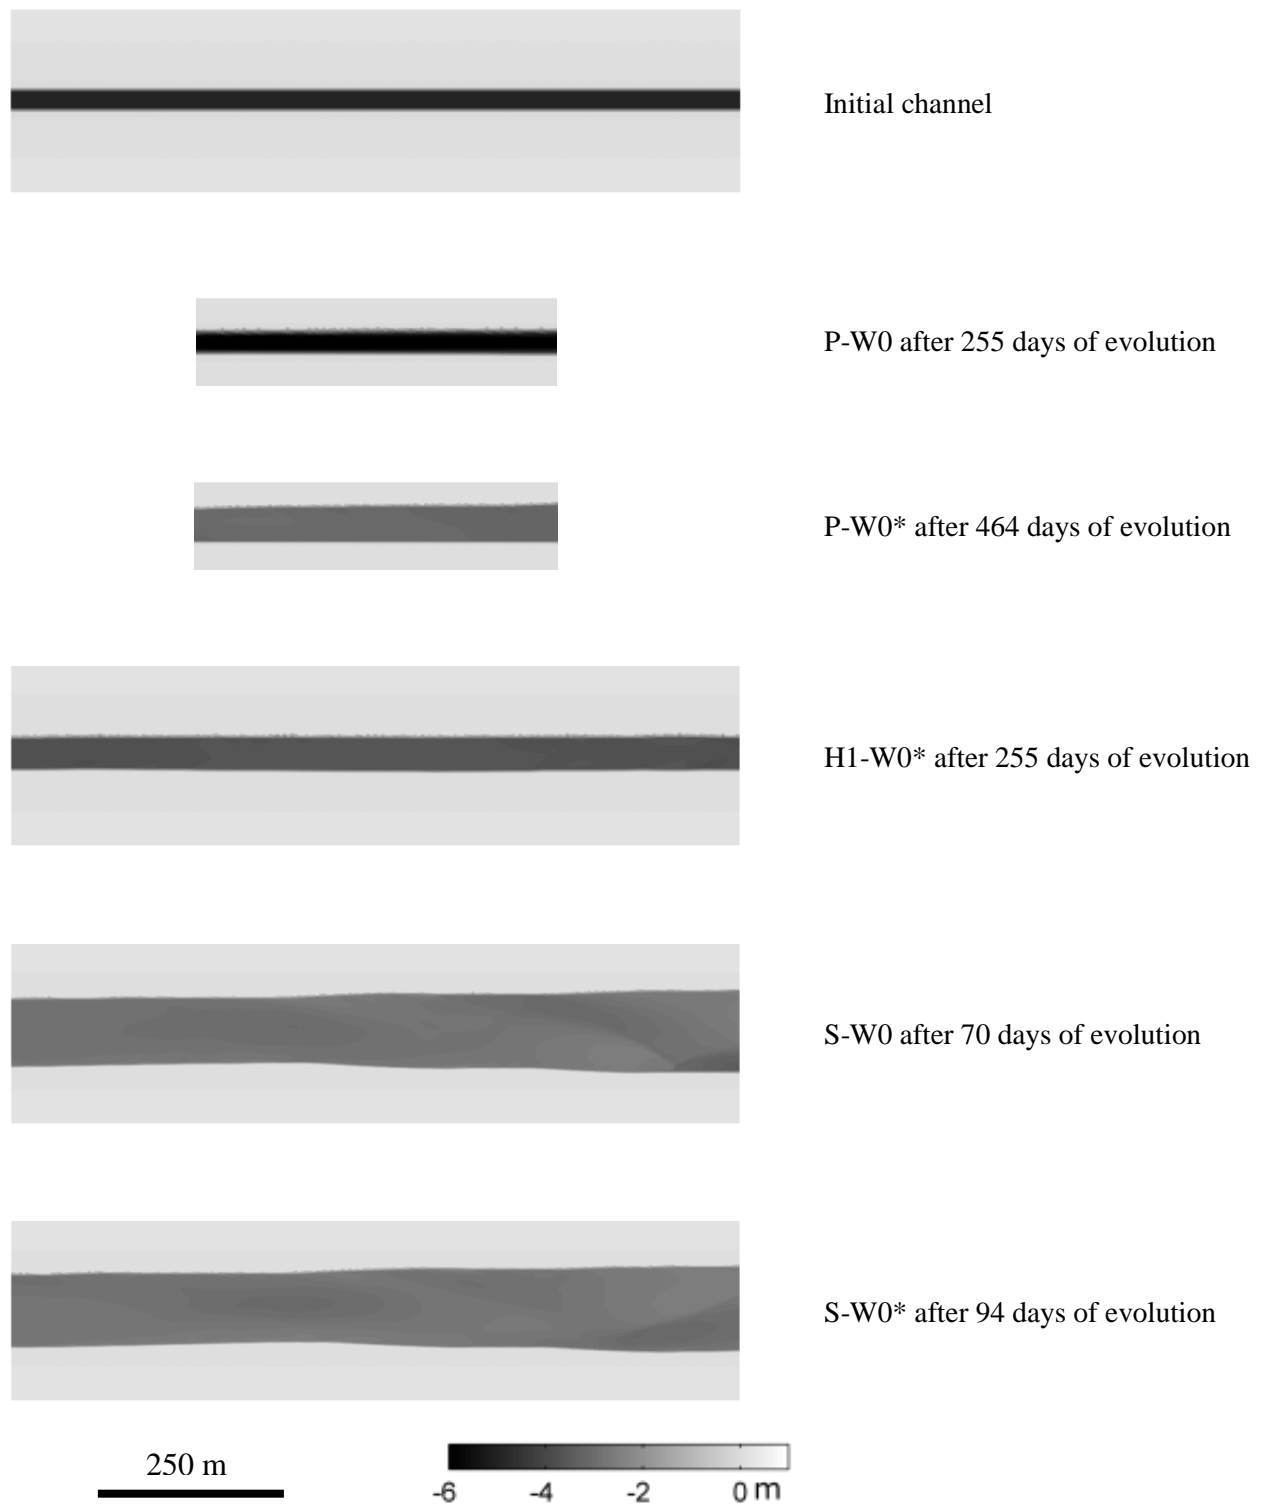 Initial channel
P-W0 after 255 days of evolution
P-W0* after 464 days of evolution
H1-W0* after 255 days of evolution
S-W0 after 70 days of evolution
S-W0* after 94 days of evolution
250 m
-6 -4 -2 0 m